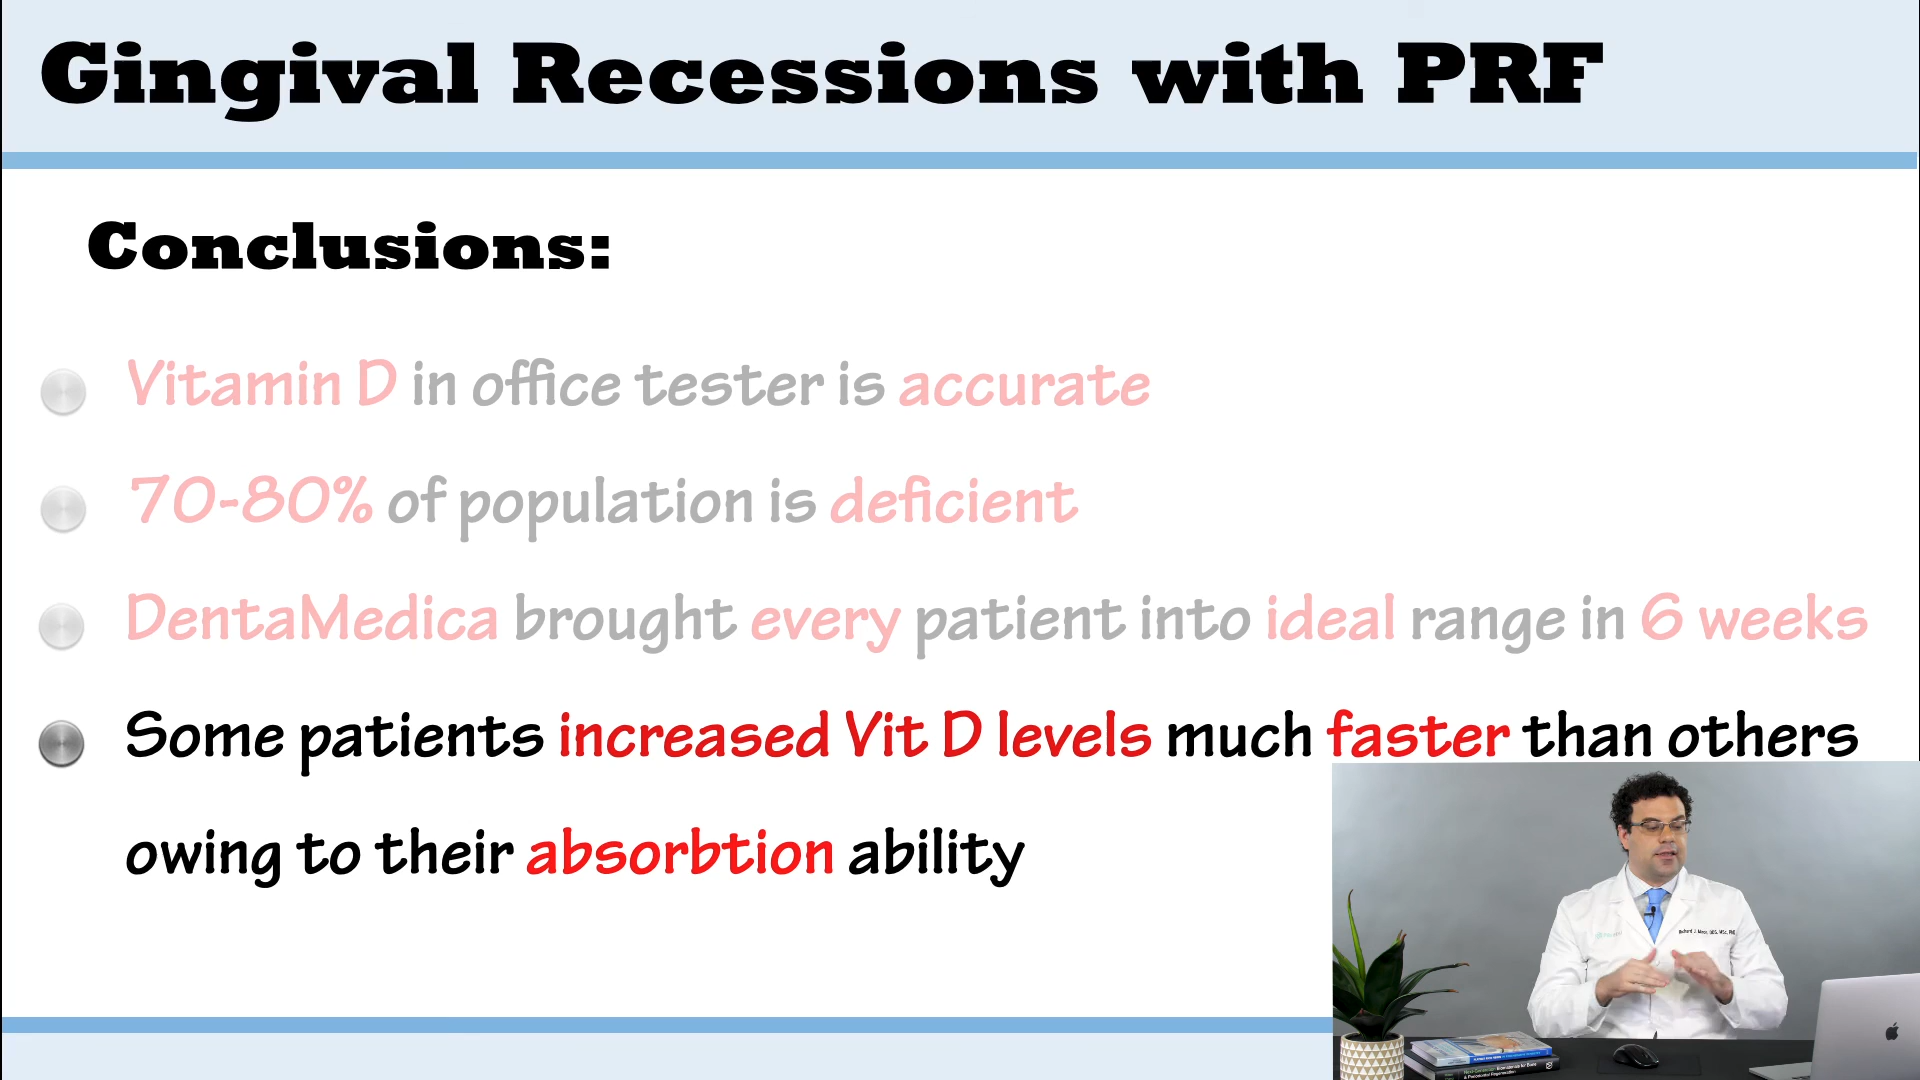 Gingival Recessions with PRF
Conclusions:
Vitamin D in office tester is accurate
70-80% of population is deficient
DentaMedica brought every patient into ideal range in 6 weeks
Some patients increased Vit D levels much faster than others
owing to their absorbtion ability